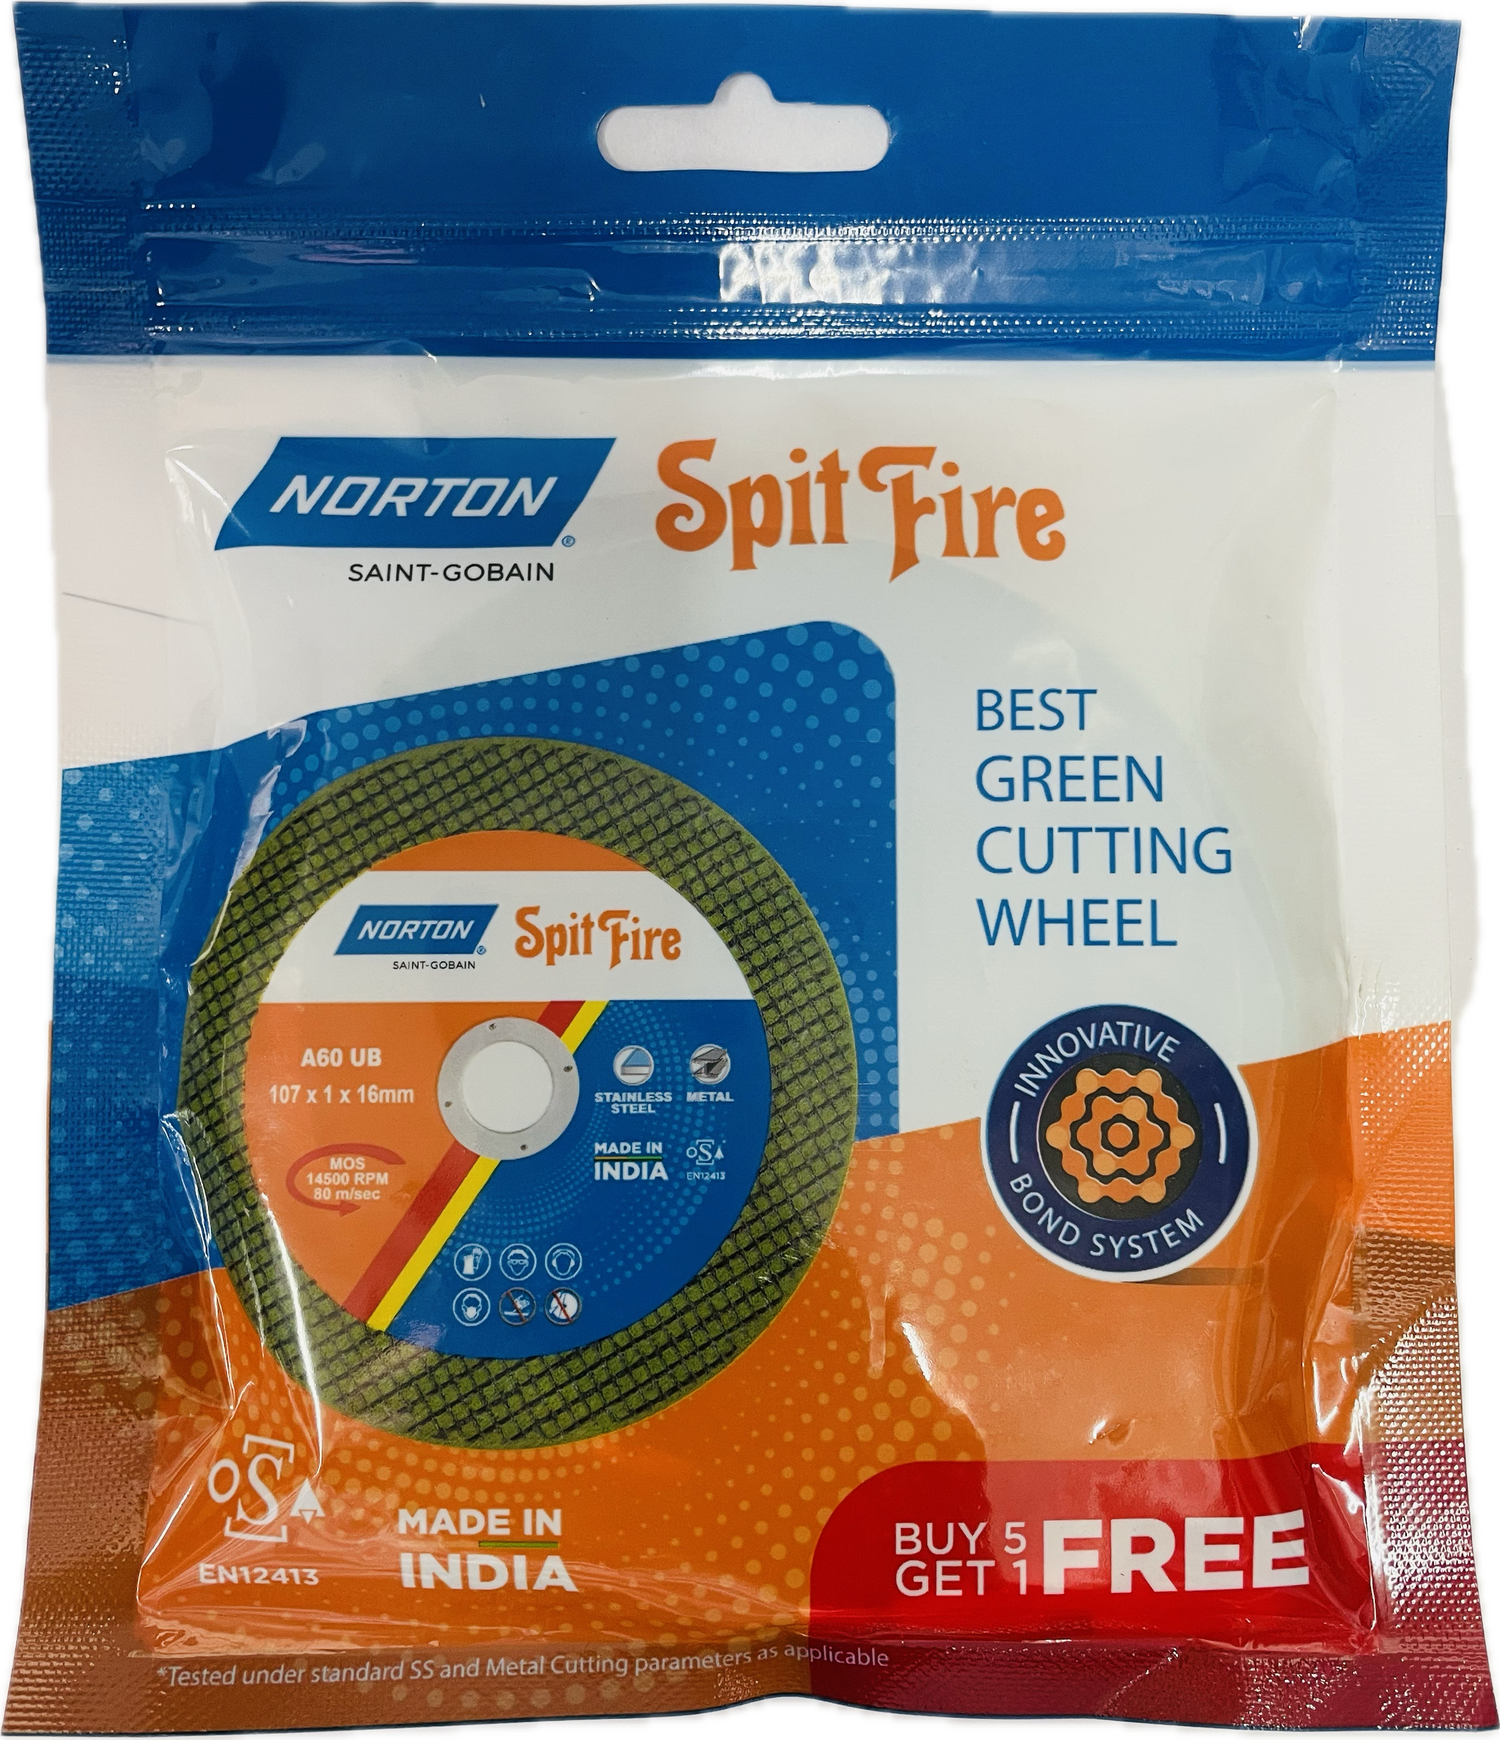 NORTON
®
SAINT-GOBAIN
Spit Fire
BEST
GREEN
CUTTING
WHEEL
NORTON
®
SAINT-GOBAIN
Spit Fire
A60 UB
107 x 1 x 16mm
MOS
14500 RPM
80 m/sec
STAINLESS
STEEL
METAL
MADE IN
INDIA
oSA
EN12413
INNOVATIVE
BOND SYSTEM
oSA
EN12413
MADE IN
INDIA
BUY 5
GET 1 FREE
*Tested under standard SS and Metal Cutting parameters as applicable